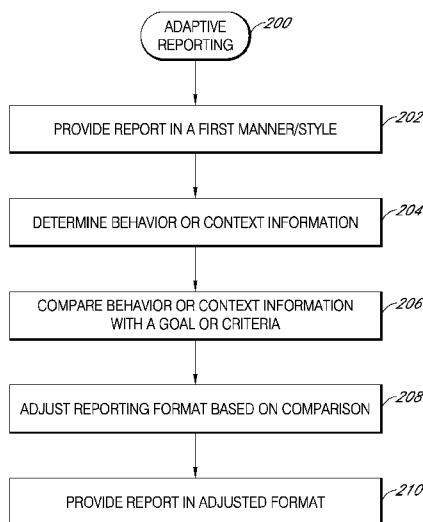 ADAPTIVE
REPORTING
200
PROVIDE REPORT IN A FIRST MANNER/STYLE
202
DETERMINE BEHAVIOR OR CONTEXT INFORMATION
204
COMPARE BEHAVIOR OR CONTEXT INFORMATION
WITH A GOAL OR CRITERIA
206
ADJUST REPORTING FORMAT BASED ON COMPARISON
208
PROVIDE REPORT IN ADJUSTED FORMAT
210